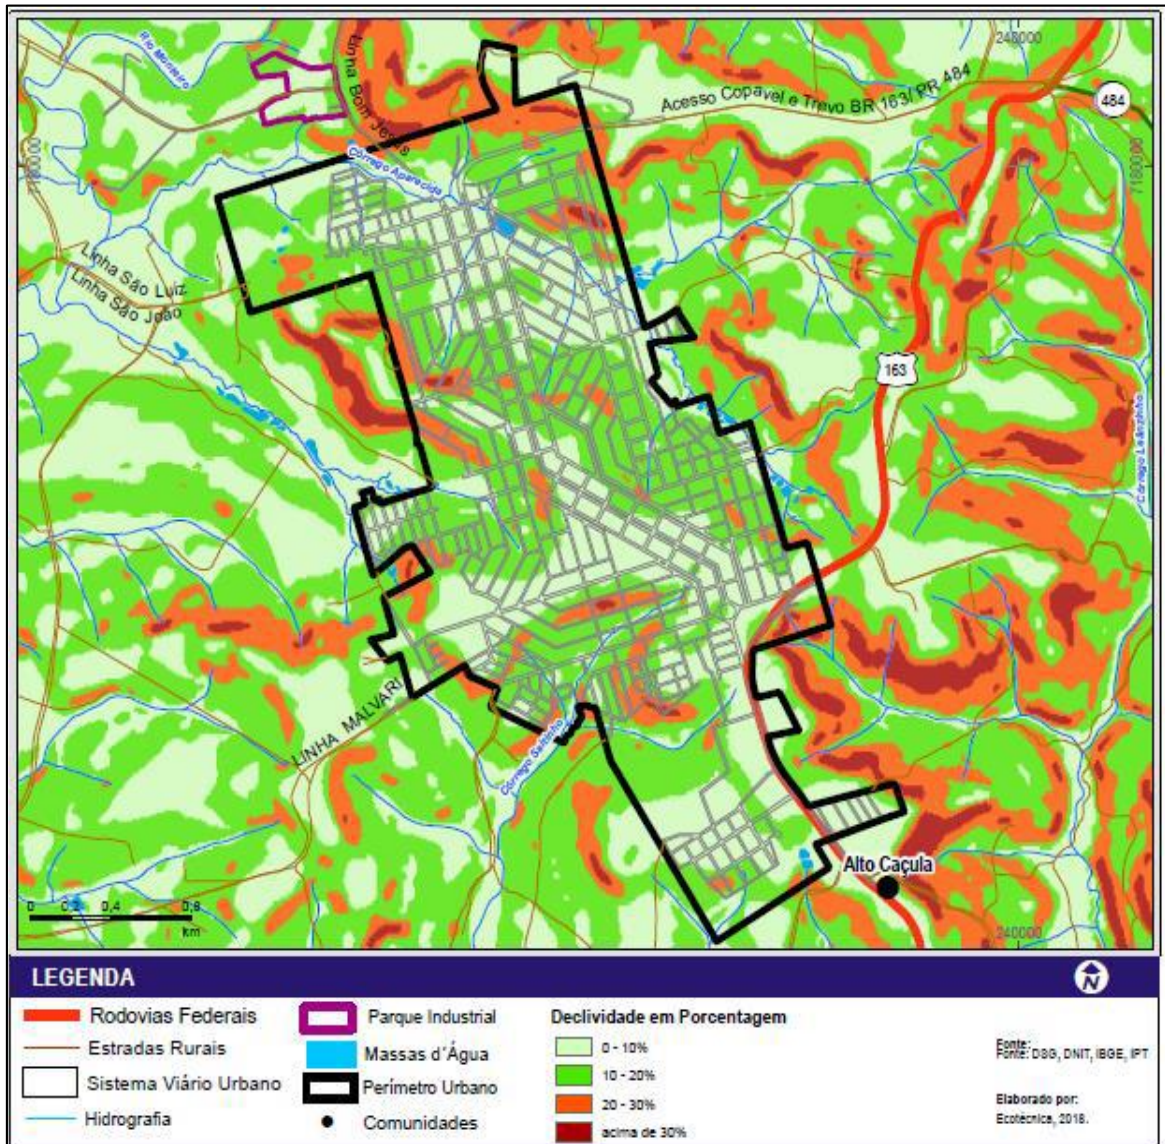 248000
Rio Monteiro
Linha Bom Jesus
Acesso Copavel e Trevo BR 163/ PR 484
484
7180000
7180000
Córrego Aparecida
Linha São Luiz
Linha São João
163
Córrego Leãozinho
LINHA MALVARI
Córrego Saltinho
Alto Caçula
0 0,2 0,4 0,8
km
240000
LEGENDA
N
Rodovias Federais
Parque Industrial
Declividade em Porcentagem
Estradas Rurais
Massas d'Água
0 - 10%
Fonte:
Fonte: DSG, DNIT, IBGE, IPT
Sistema Viário Urbano
Perímetro Urbano
10 - 20%
20 - 30%
Elaborado por:
Ecotécnica, 2018.
Hidrografia
Comunidades
acima de 30%